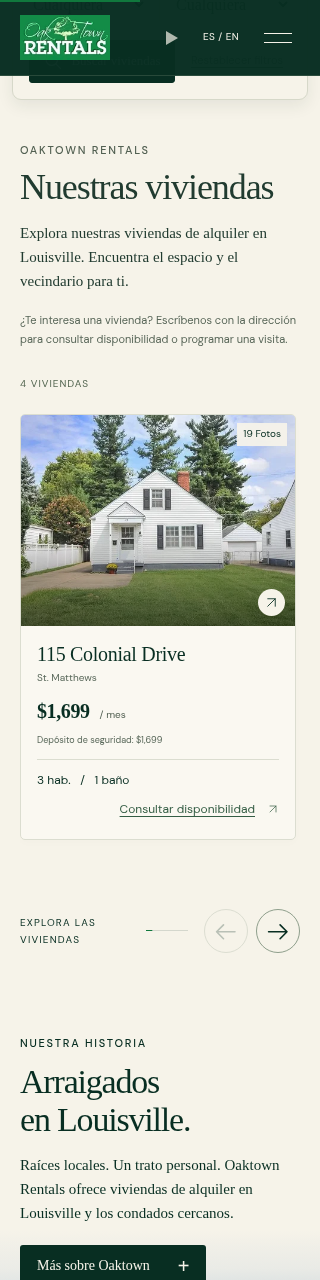 Oak Town
RENTALS
ES / EN
OAKTOWN RENTALS
Nuestras viviendas
Explora nuestras viviendas de alquiler en
Louisville. Encuentra el espacio y el
vecindario para ti.
¿Te interesa una vivienda? Escríbenos con la dirección
para consultar disponibilidad o programar una visita.
4 VIVIENDAS
19 Fotos
115 Colonial Drive
St. Matthews
$1,699 / mes
Depósito de seguridad: $1,699
3 hab. / 1 baño
Consultar disponibilidad
EXPLORA LAS
VIVIENDAS
NUESTRA HISTORIA
Arraigados
en Louisville.
Raíces locales. Un trato personal. Oaktown
Rentals ofrece viviendas de alquiler en
Louisville y los condados cercanos.
Más sobre Oaktown +